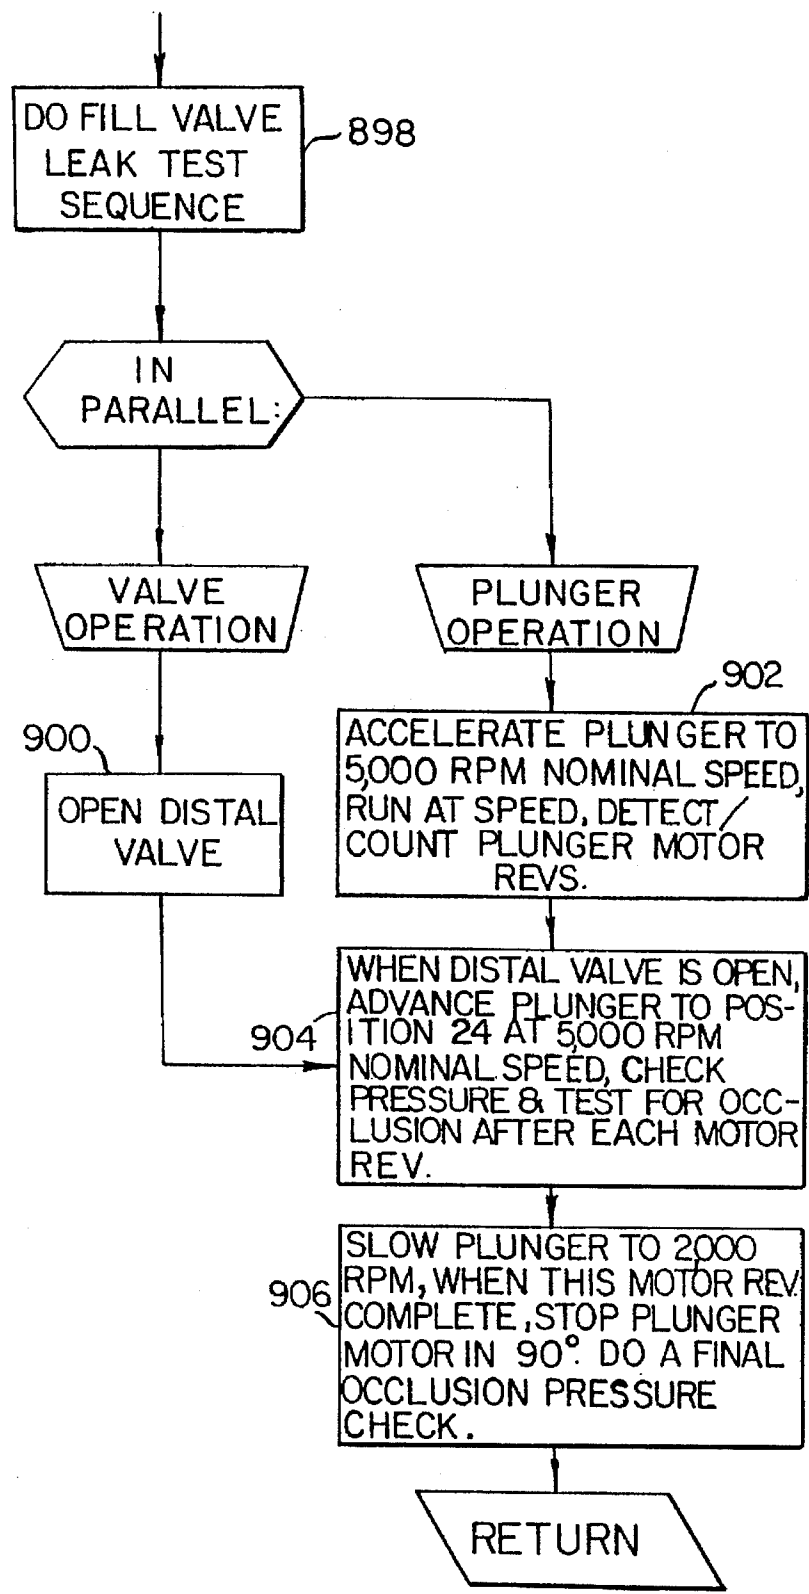 DO FILL VALVE
LEAK TEST
SEQUENCE
898
IN
PARALLEL:
VALVE
OPERATION
PLUNGER
OPERATION
900
OPEN DISTAL
VALVE
902
ACCELERATE PLUNGER TO
5,000 RPM NOMINAL SPEED,
RUN AT SPEED, DETECT/
COUNT PLUNGER MOTOR
REVS.
904
WHEN DISTAL VALVE IS OPEN,
ADVANCE PLUNGER TO POS-
ITION 24 AT 5,000 RPM
NOMINAL SPEED, CHECK
PRESSURE & TEST FOR OCC-
LUSION AFTER EACH MOTOR
REV.
906
SLOW PLUNGER TO 2,000
RPM, WHEN THIS MOTOR REV.
COMPLETE, STOP PLUNGER
MOTOR IN 90°. DO A FINAL
OCCLUSION PRESSURE
CHECK.
RETURN